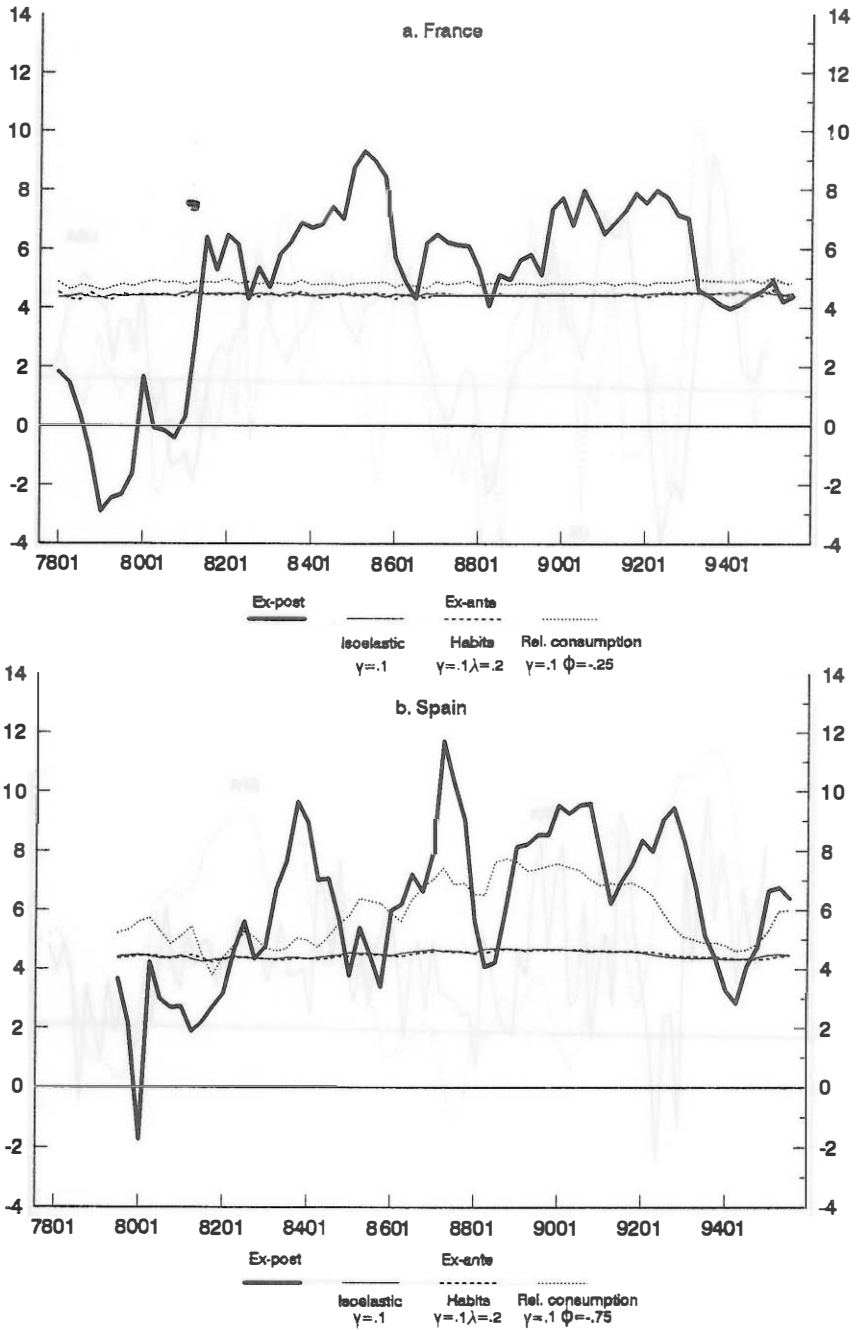 a. France
14 14
12 12
10 10
8 8
6 6
4 4
2 2
0 0
-2 -2
-4 -4
7801 8001 8201 8401 8601 8801 9001 9201 9401
Ex-post Ex-ante
Isoelastic Habits Rel. consumption
γ=.1 γ=.1λ=.2 γ=.1 φ=-.25
b. Spain
14 14
12 12
10 10
8 8
6 6
4 4
2 2
0 0
-2 -2
-4 -4
7801 8001 8201 8401 8601 8801 9001 9201 9401
Ex-post Ex-ante
Isoelastic Habits Rel. consumption
γ=.1 γ=.1λ=.2 γ=.1 φ=-.75